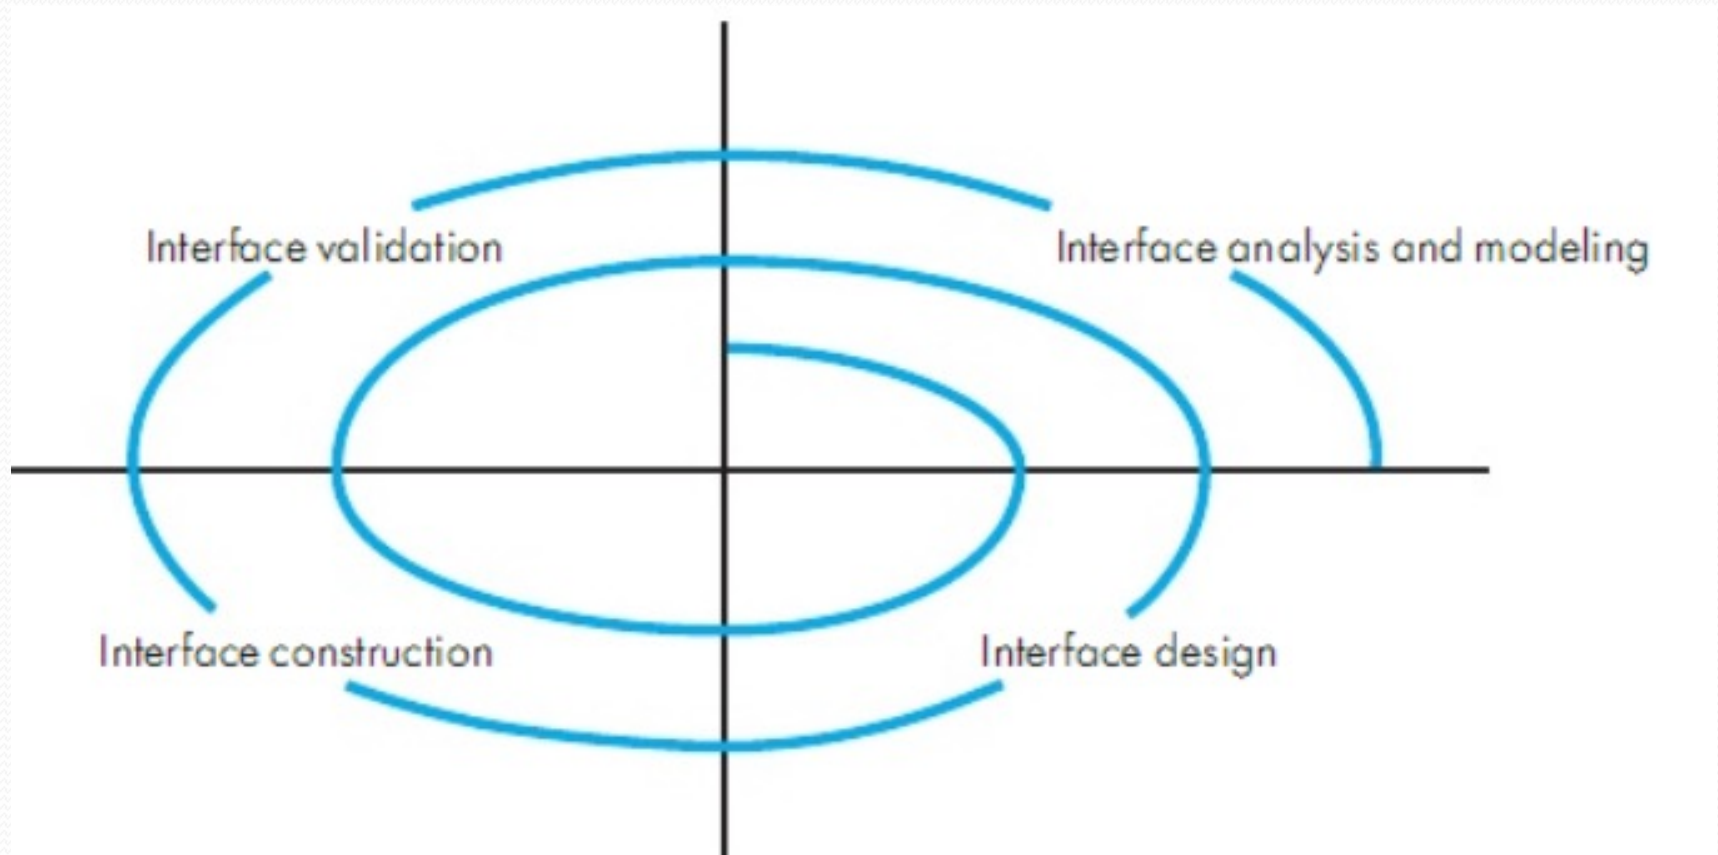 Interface validation
Interface analysis and modeling
Interface construction
Interface design